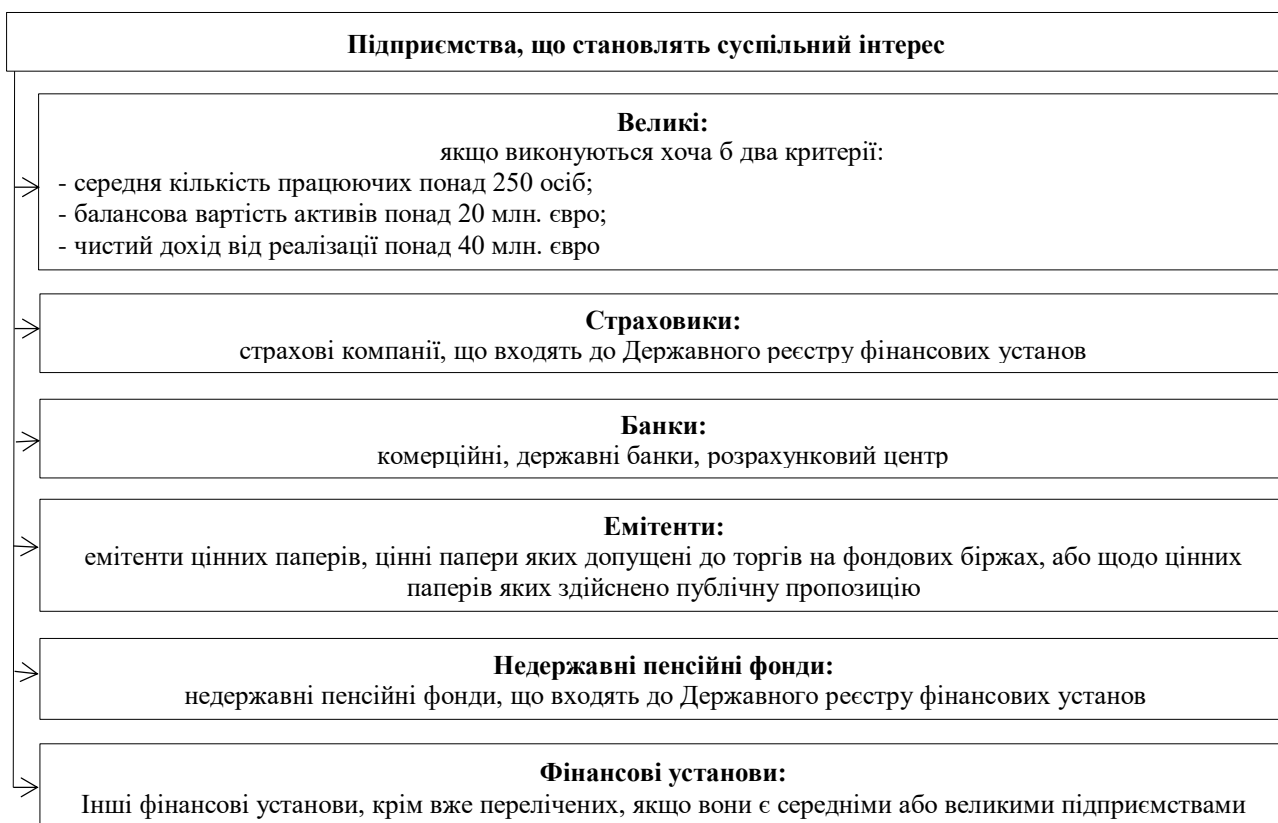 Підприємства, що становлять суспільний інтерес
Великі:
якщо виконуються хоча б два критерії:
- середня кількість працюючих понад 250 осіб;
- балансова вартість активів понад 20 млн. євро;
- чистий дохід від реалізації понад 40 млн. євро
Страховики:
страхові компанії, що входять до Державного реєстру фінансових установ
Банки:
комерційні, державні банки, розрахунковий центр
Емітенти:
емітенти цінних паперів, цінні папери яких допущені до торгів на фондових біржах, або щодо цінних
паперів яких здійснено публічну пропозицію
Недержавні пенсійні фонди:
недержавні пенсійні фонди, що входять до Державного реєстру фінансових установ
Фінансові установи:
Інші фінансові установи, крім вже перелічених, якщо вони є середніми або великими підприємствами